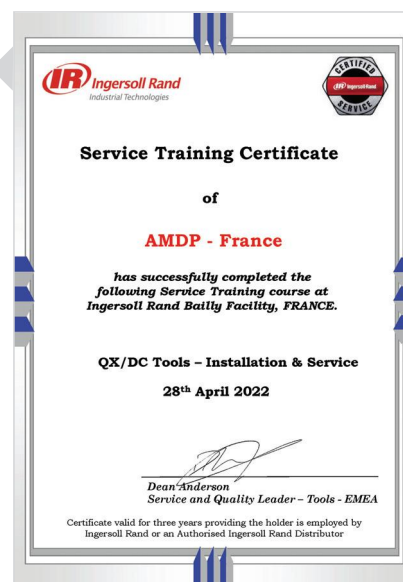 IR Ingersoll Rand
Industrial Technologies
CERTIFIED
IR Ingersoll Rand
SERVICE
Service Training Certificate
of
AMDP - France
has successfully completed the
following Service Training course at
Ingersoll Rand Bailly Facility, FRANCE.
QX/DC Tools – Installation & Service
28th April 2022
Dean Anderson
Service and Quality Leader – Tools - EMEA
Certificate valid for three years providing the holder is employed by
Ingersoll Rand or an Authorised Ingersoll Rand Distributor